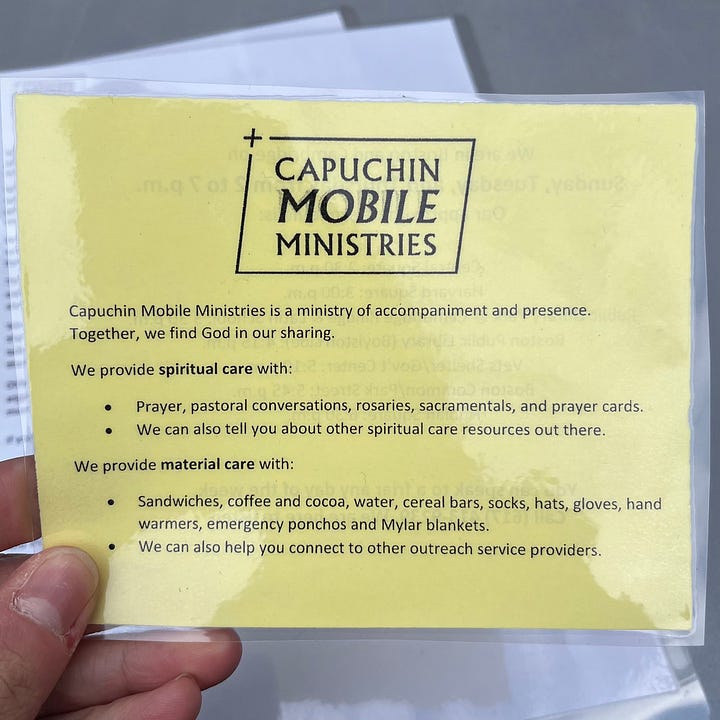 CAPUCHIN
MOBILE
MINISTRIES
Capuchin Mobile Ministries is a ministry of accompaniment and presence.
Together, we find God in our sharing.
We provide spiritual care with:
• Prayer, pastoral conversations, rosaries, sacramentals, and prayer cards.
• We can also tell you about other spiritual care resources out there.
We provide material care with:
• Sandwiches, coffee and cocoa, water, cereal bars, socks, hats, gloves, hand
warmers, emergency ponchos and Mylar blankets.
• We can also help you connect to other outreach service providers.